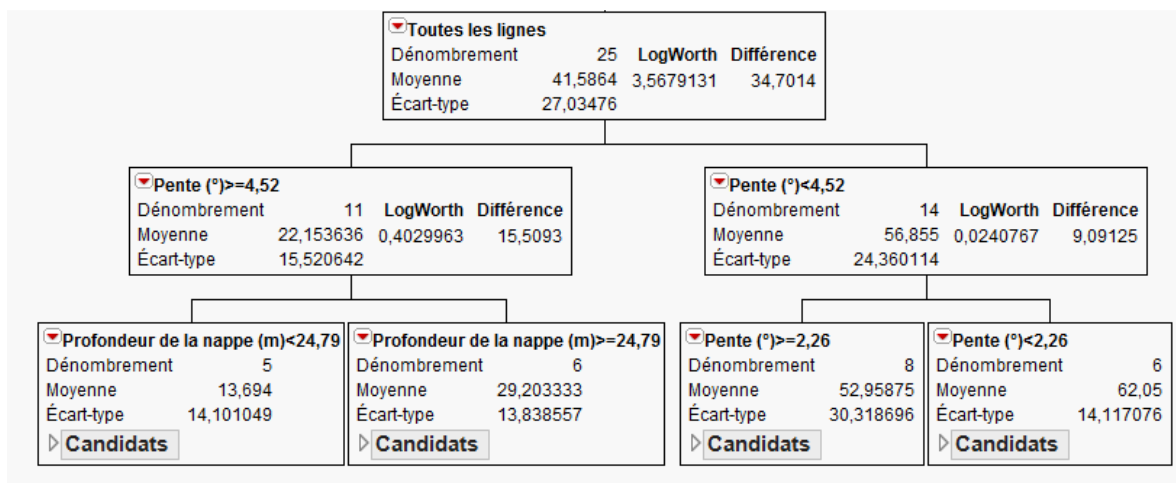 Toutes les lignes
Dénombrement 25 LogWorth Différence
Moyenne 41,5864 3,5679131 34,7014
Écart-type 27,03476
Pente (°)>=4,52
Dénombrement 11 LogWorth Différence
Moyenne 22,153636 0,4029963 15,5093
Écart-type 15,520642
Pente (°)<4,52
Dénombrement 14 LogWorth Différence
Moyenne 56,855 0,0240767 9,09125
Écart-type 24,360114
Profondeur de la nappe (m)<24,79
Dénombrement 5
Moyenne 13,694
Écart-type 14,101049
Candidats
Profondeur de la nappe (m)>=24,79
Dénombrement 6
Moyenne 29,203333
Écart-type 13,838557
Candidats
Pente (°)>=2,26
Dénombrement 8
Moyenne 52,95875
Écart-type 30,318696
Candidats
Pente (°)<2,26
Dénombrement 6
Moyenne 62,05
Écart-type 14,117076
Candidats